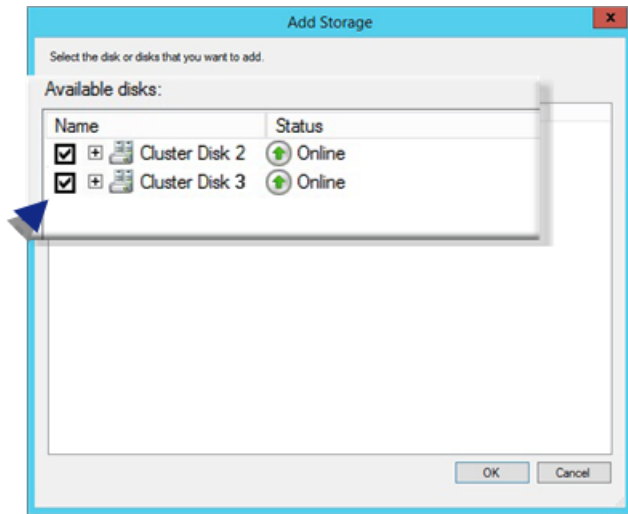 Add Storage
x
Select the disk or disks that you want to add.
Available disks:
Name Status
Cluster Disk 2 Online
Cluster Disk 3 Online
OK Cancel